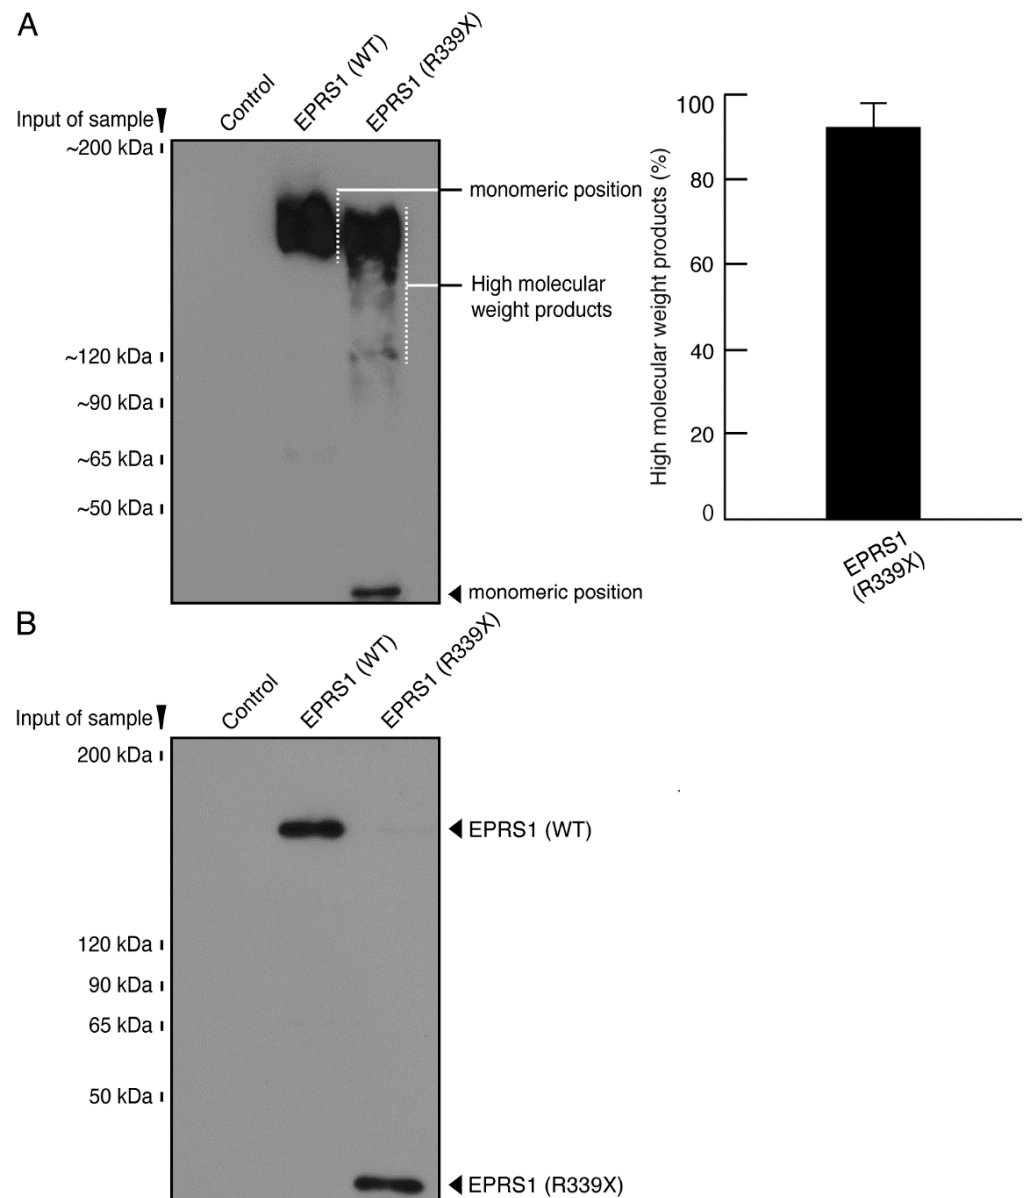 A
Control
EPRS1 (WT)
EPRS1 (R339X)
Input of sample
~200 kDa
monomeric position
High molecular
weight products
~120 kDa
~90 kDa
~65 kDa
~50 kDa
monomeric position
High molecular weight products (%)
100
80
60
40
20
0
EPRS1
(R339X)
B
Control
EPRS1 (WT)
EPRS1 (R339X)
Input of sample
200 kDa
EPRS1 (WT)
120 kDa
90 kDa
65 kDa
50 kDa
EPRS1 (R339X)